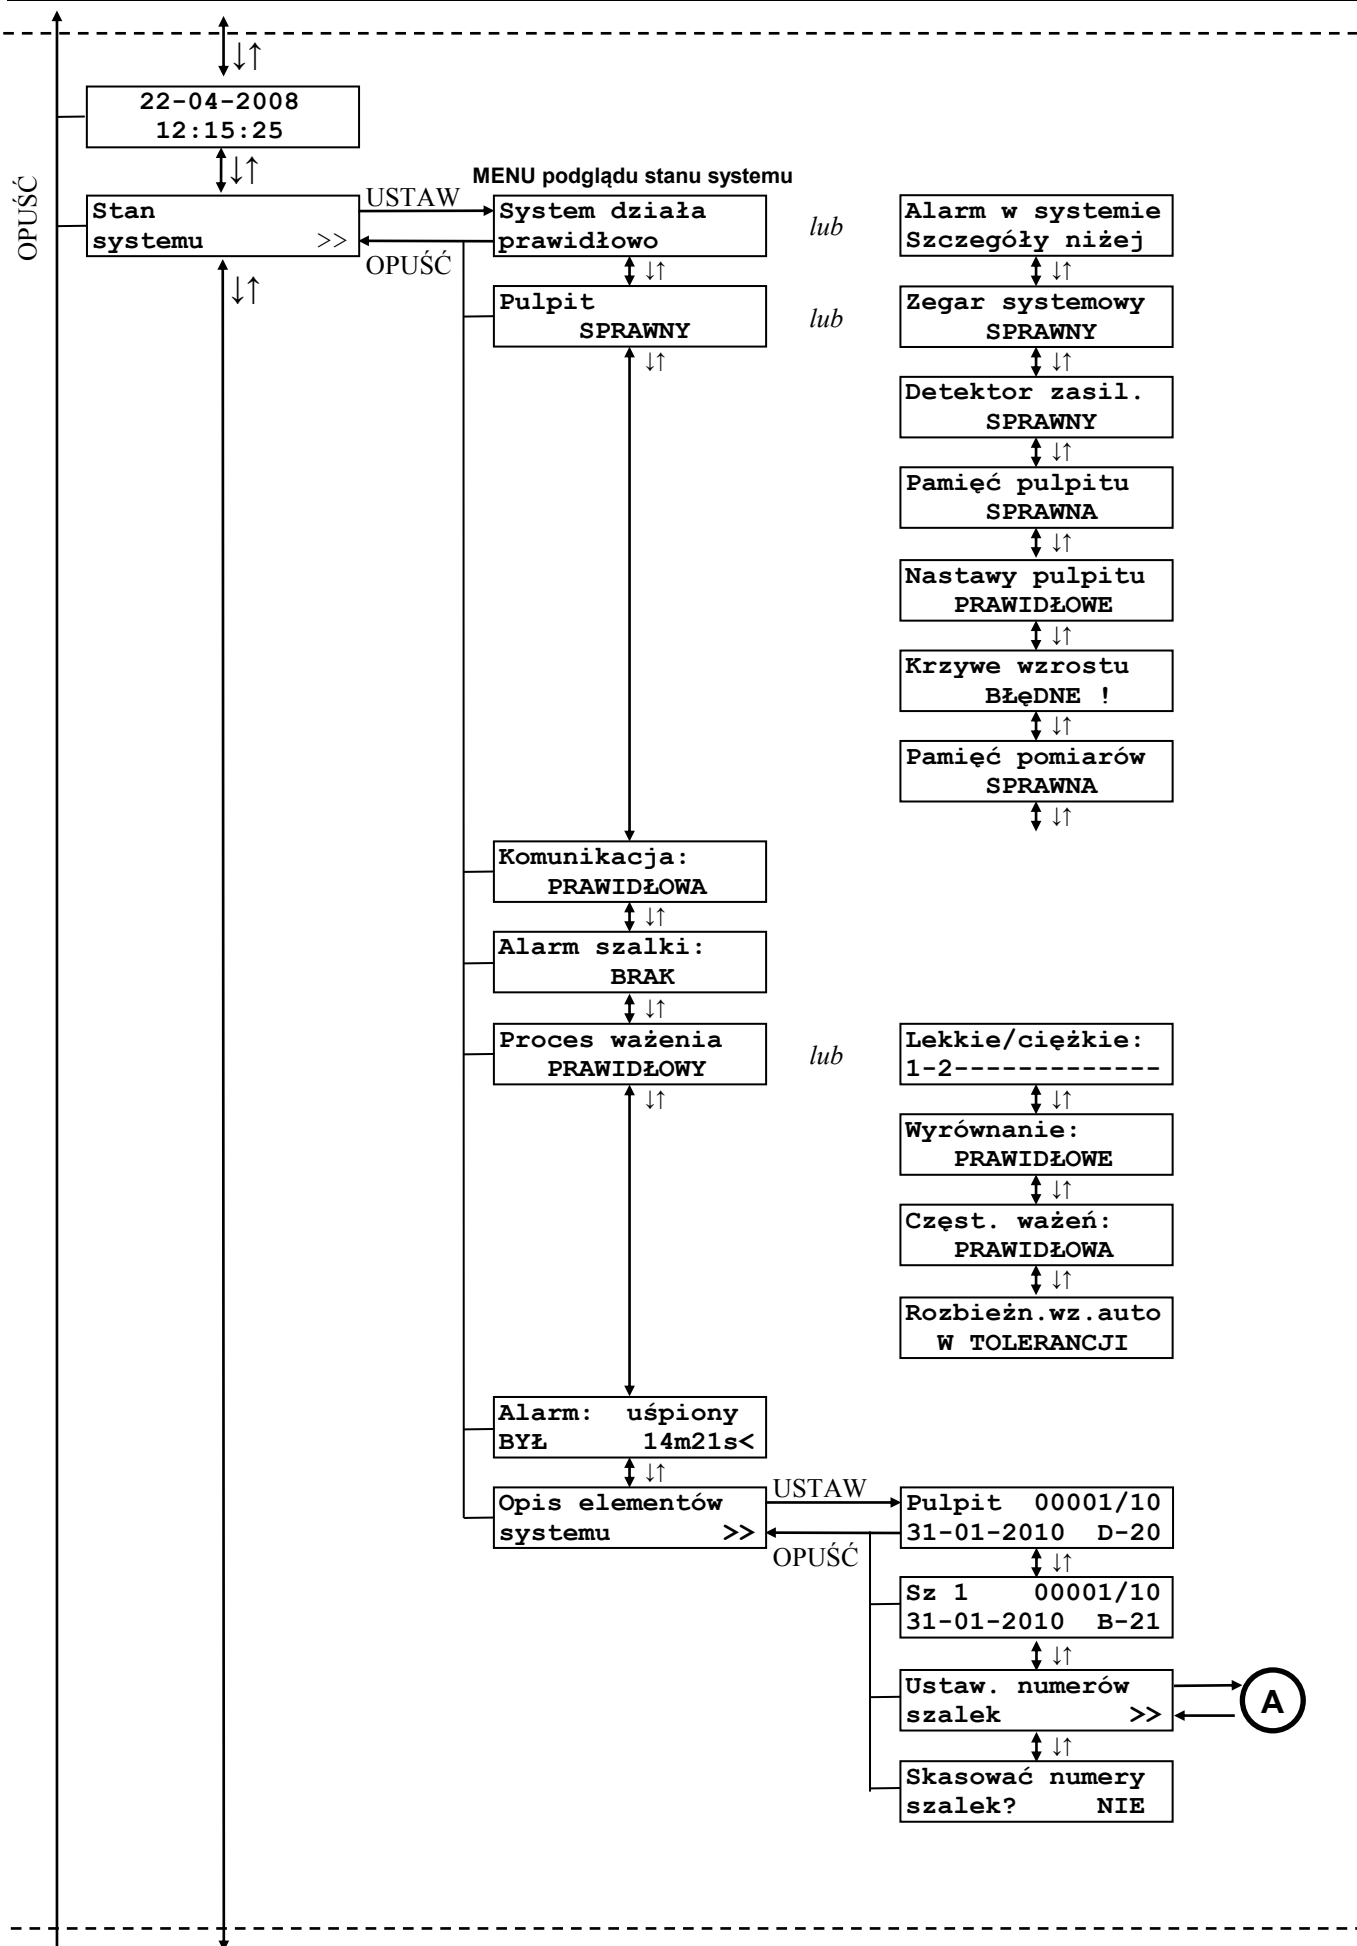 ↓↑
22-04-2008
12:15:25
↓↑
OPUŚĆ
MENU podglądu stanu systemu
Stan
systemu >>
USTAW
OPUŚĆ
↓↑
System działa
prawidłowo
lub
Alarm w systemie
Szczegóły niżej
↓↑
↓↑
Pulpit
SPRAWNY
lub
Zegar systemowy
SPRAWNY
↓↑
↓↑
Detektor zasil.
SPRAWNY
↓↑
Pamięć pulpitu
SPRAWNA
↓↑
Nastawy pulpitu
PRAWIDŁOWE
↓↑
Krzywe wzrostu
BŁęDNE !
↓↑
Pamięć pomiarów
SPRAWNA
↓↑
Komunikacja:
PRAWIDŁOWA
↓↑
Alarm szalki:
BRAK
↓↑
Proces ważenia
PRAWIDŁOWY
↓↑
lub
Lekkie/ciężkie:
1-2-------------
↓↑
Wyrównanie:
PRAWIDŁOWE
↓↑
Częst. ważeń:
PRAWIDŁOWA
↓↑
Rozbieżn.wz.auto
W TOLERANCJI
Alarm: uśpiony
BYŁ 14m21s<
↓↑
Opis elementów
systemu >>
USTAW
OPUŚĆ
Pulpit 00001/10
31-01-2010 D-20
↓↑
Sz 1 00001/10
31-01-2010 B-21
↓↑
Ustaw. numerów
szalek >>
A
↓↑
Skasować numery
szalek? NIE